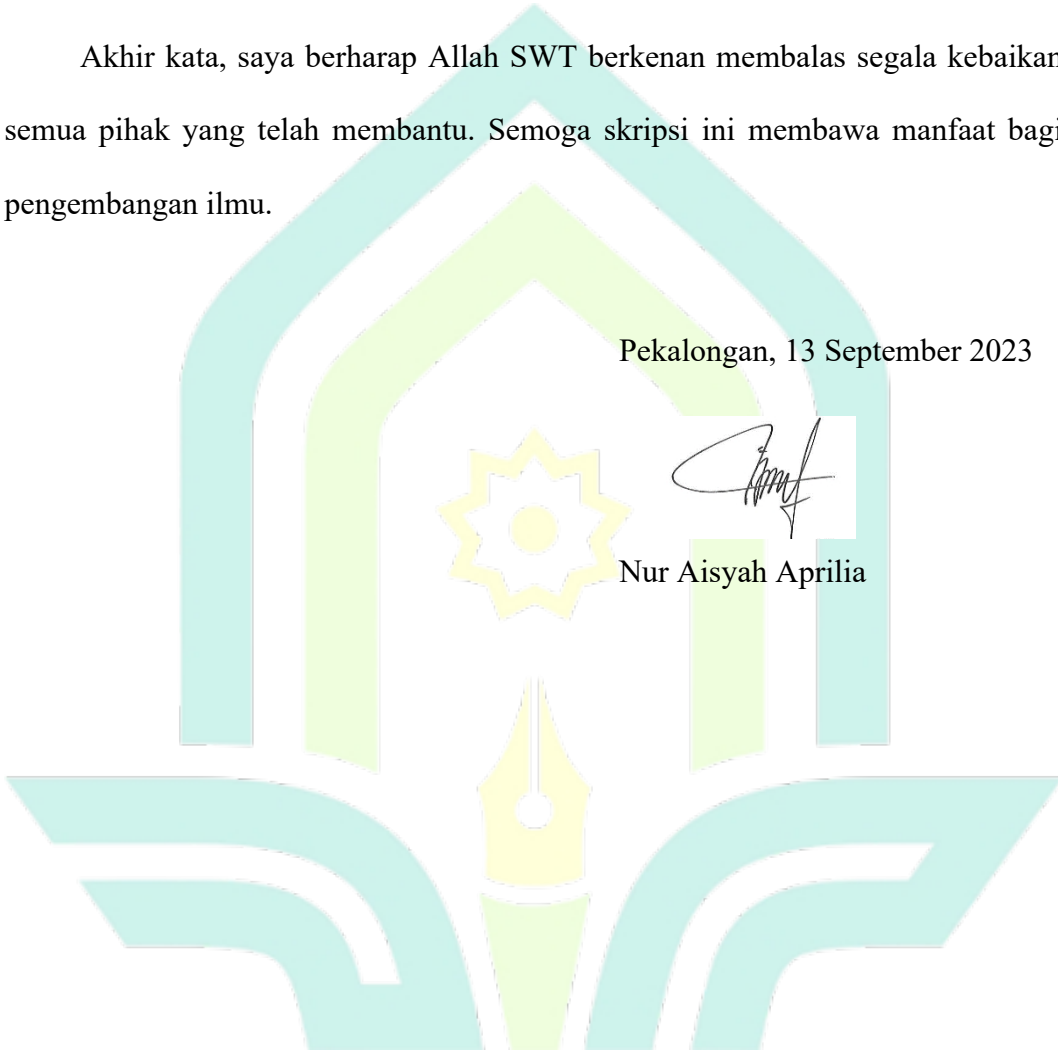 Akhir kata, saya berharap Allah SWT berkenan membalas segala kebaikan
semua pihak yang telah membantu. Semoga skripsi ini membawa manfaat bagi
pengembangan ilmu.
Pekalongan, 13 September 2023
Nur Aisyah Aprilia